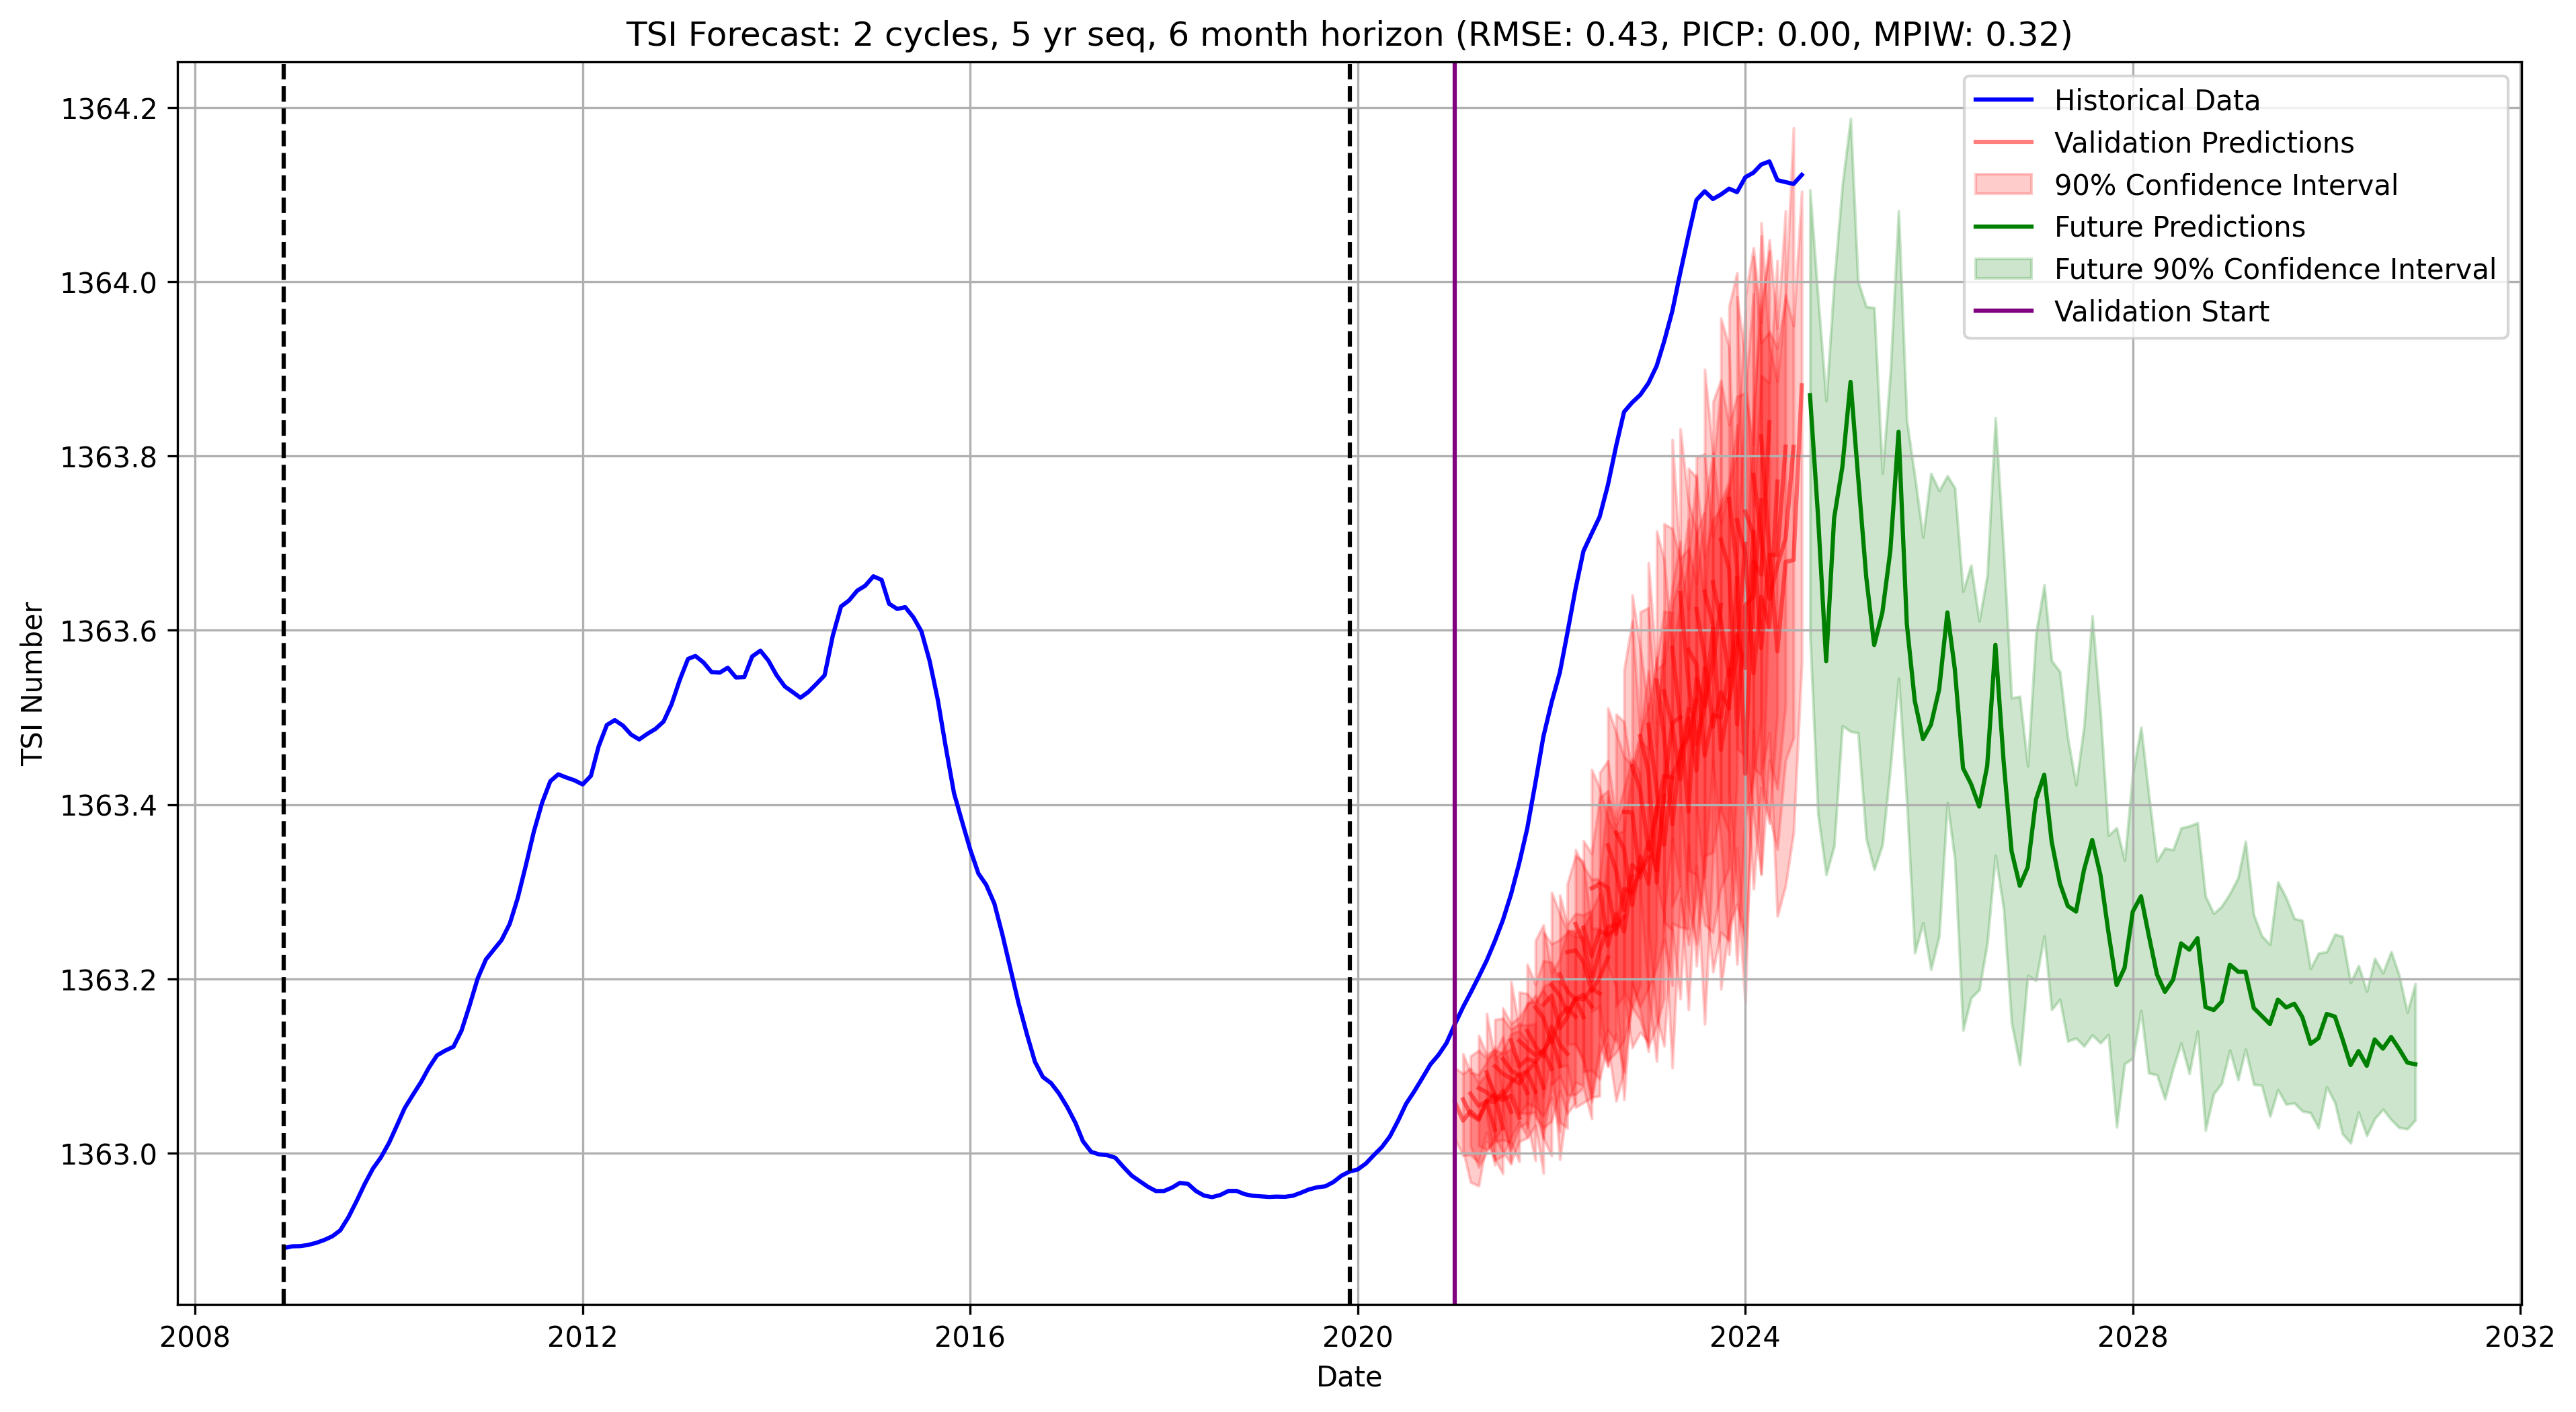 TSI Forecast: 2 cycles, 5 yr seq, 6 month horizon (RMSE: 0.43, PICP: 0.00, MPIW: 0.32)
Historical Data
Validation Predictions
90% Confidence Interval
Future Predictions
Future 90% Confidence Interval
Validation Start
TSI Number
1364.2
1364.0
1363.8
1363.6
1363.4
1363.2
1363.0
2008
2012
2016
2020
2024
2028
2032
Date